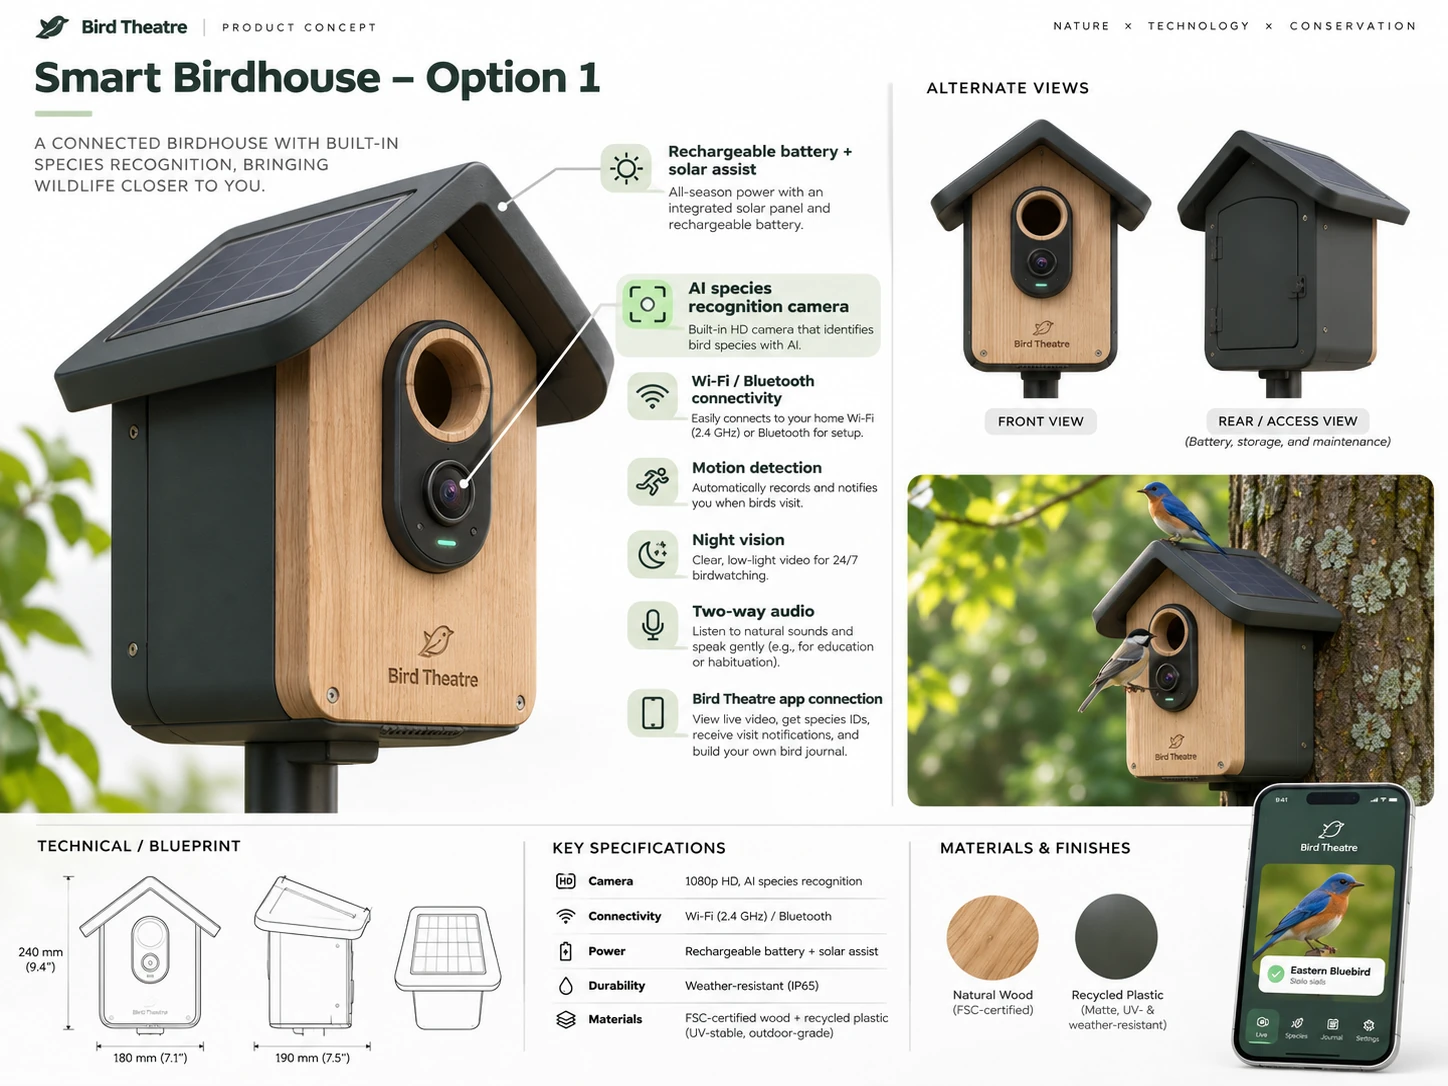 Bird Theatre
PRODUCT CONCEPT
NATURE × TECHNOLOGY × CONSERVATION
Smart Birdhouse – Option 1
A CONNECTED BIRDHOUSE WITH BUILT-IN
SPECIES RECOGNITION, BRINGING
WILDLIFE CLOSER TO YOU.
Rechargeable battery +
solar assist
All-season power with an
integrated solar panel and
rechargeable battery.
AI species
recognition camera
Built-in HD camera that identifies
bird species with AI.
Wi-Fi / Bluetooth
connectivity
Easily connects to your home Wi-Fi
(2.4 GHz) or Bluetooth for setup.
Motion detection
Automatically records and notifies
you when birds visit.
Night vision
Clear, low-light video for 24/7
birdwatching.
Two-way audio
Listen to natural sounds and
speak gently (e.g., for education
or habituation).
Bird Theatre app connection
View live video, get species IDs,
receive visit notifications, and
build your own bird journal.
Bird Theatre
ALTERNATE VIEWS
Bird Theatre
FRONT VIEW
REAR / ACCESS VIEW
(Battery, storage, and maintenance)
Bird Theatre
TECHNICAL / BLUEPRINT
240 mm
(9.4")
Bird Theatre
180 mm (7.1")
190 mm (7.5")
KEY SPECIFICATIONS
HD
Camera
1080p HD, AI species recognition
Connectivity
Wi-Fi (2.4 GHz) / Bluetooth
Power
Rechargeable battery + solar assist
Durability
Weather-resistant (IP65)
Materials
FSC-certified wood + recycled plastic
(UV-stable, outdoor-grade)
MATERIALS & FINISHES
Natural Wood
(FSC-certified)
Recycled Plastic
(Matte, UV- &
weather-resistant)
9:41
Bird Theatre
Eastern Bluebird
Live
Species
Journal
Settings